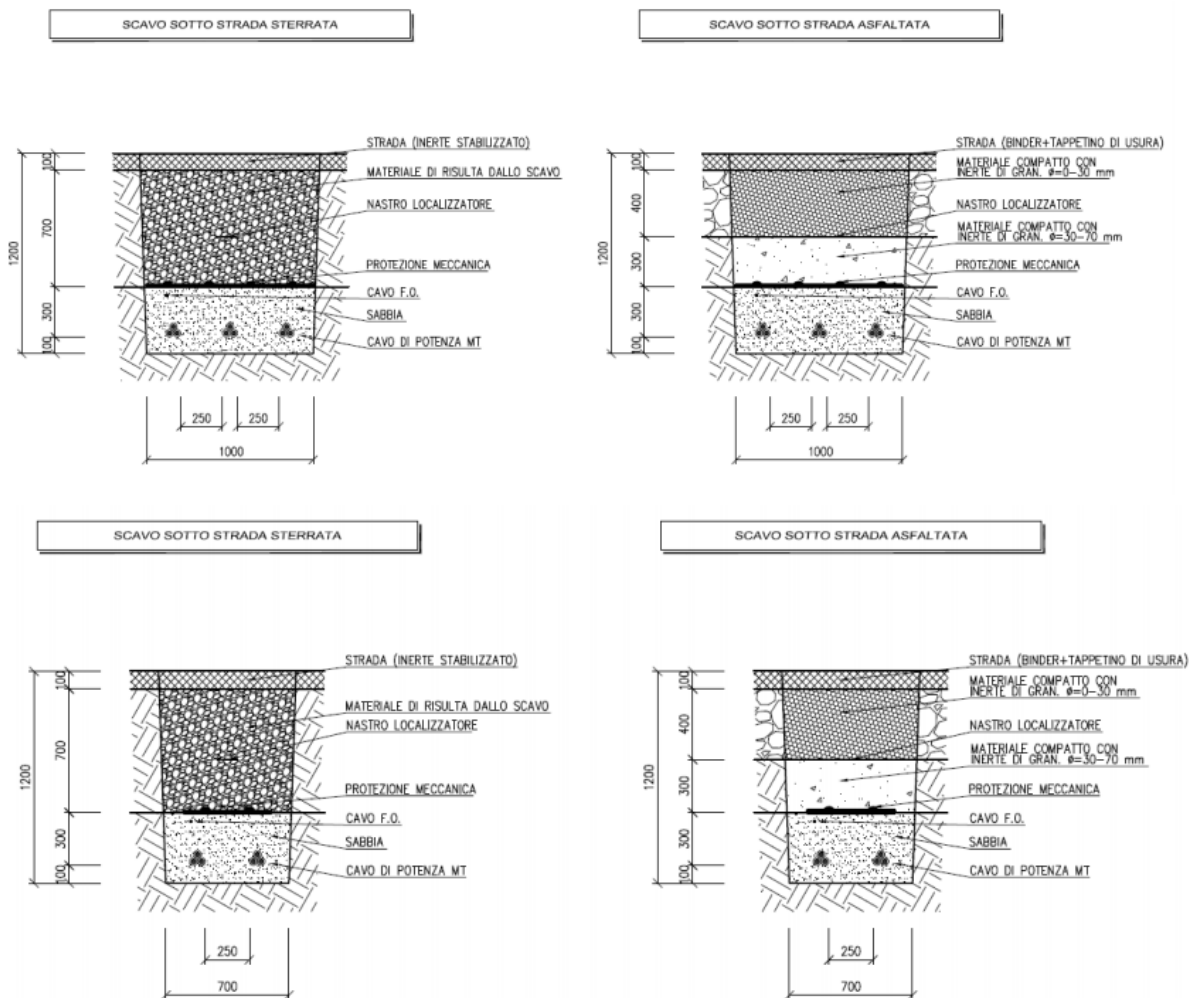 SCAVO SOTTO STRADA STERRATA
STRADA (INERTE STABILIZZATO)
MATERIALE DI RISULTA DALLO SCAVO
NASTRO LOCALIZZATORE
PROTEZIONE MECCANICA
CAVO F.O.
SABBIA
CAVO DI POTENZA MT
1200
100
700
300
100
250
250
1000
SCAVO SOTTO STRADA ASFALTATA
STRADA (BINDER+TAPPETINO DI USURA)
MATERIALE COMPATTO CON
INERTE DI GRAN. ø=0-30 mm
NASTRO LOCALIZZATORE
MATERIALE COMPATTO CON
INERTE DI GRAN. ø=30-70 mm
PROTEZIONE MECCANICA
CAVO F.O.
SABBIA
CAVO DI POTENZA MT
1200
100
400
300
300
100
250
250
1000
SCAVO SOTTO STRADA STERRATA
STRADA (INERTE STABILIZZATO)
MATERIALE DI RISULTA DALLO SCAVO
NASTRO LOCALIZZATORE
PROTEZIONE MECCANICA
CAVO F.O.
SABBIA
CAVO DI POTENZA MT
1200
100
700
300
100
250
700
SCAVO SOTTO STRADA ASFALTATA
STRADA (BINDER+TAPPETINO DI USURA)
MATERIALE COMPATTO CON
INERTE DI GRAN. ø=0-30 mm
NASTRO LOCALIZZATORE
MATERIALE COMPATTO CON
INERTE DI GRAN. ø=30-70 mm
PROTEZIONE MECCANICA
CAVO F.O.
SABBIA
CAVO DI POTENZA MT
1200
100
400
300
300
100
250
700